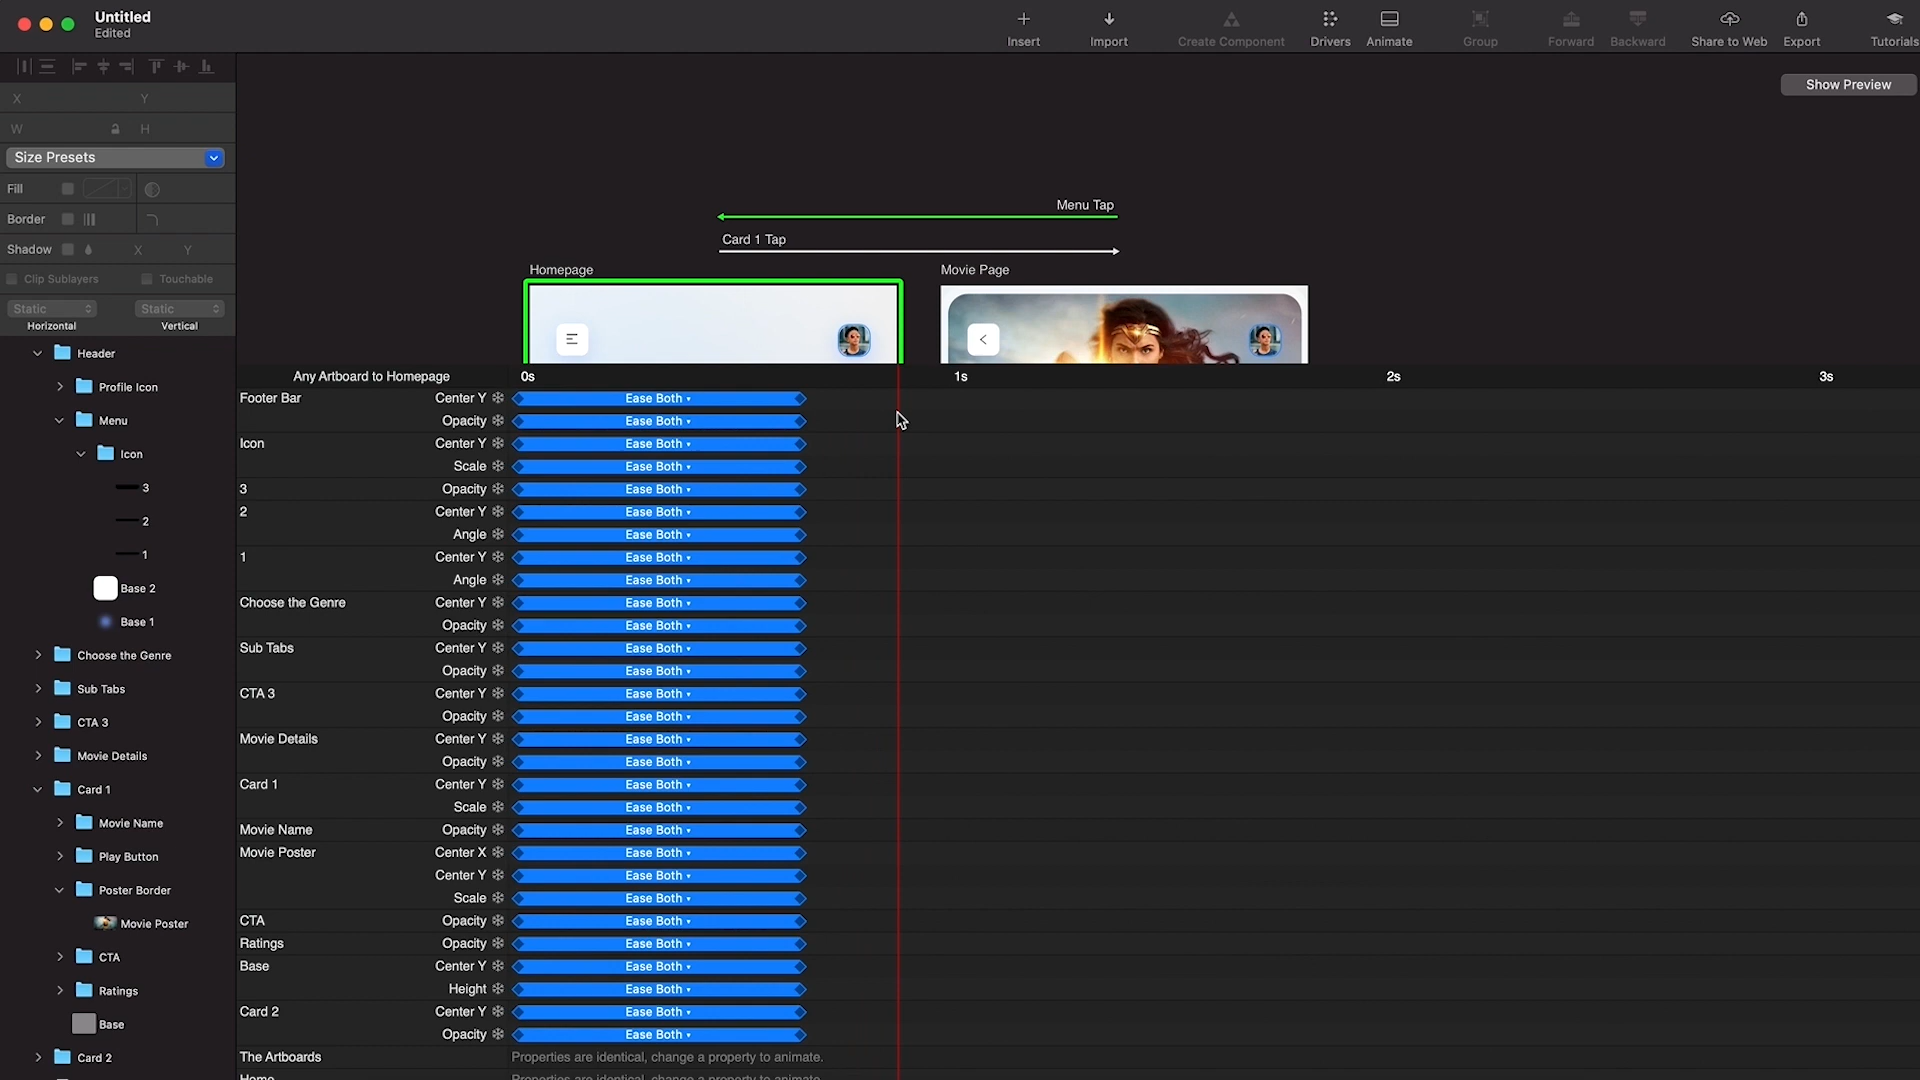 Untitled
Edited
Insert
Import
Create Component
Drivers
Animate
Group
Forward
Backward
Share to Web
Export
Tutorials
X Y
W H
Size Presets
Fill
Border
Shadow X Y
Clip Sublayers Touchable
Static Static
Horizontal Vertical
Header
Profile Icon
Menu
Icon
3
2
1
Base 2
Base 1
Choose the Genre
Sub Tabs
CTA 3
Movie Details
Card 1
Movie Name
Play Button
Poster Border
Movie Poster
CTA
Ratings
Base
Card 2
Show Preview
Menu Tap
Card 1 Tap
Homepage
Movie Page
Any Artboard to Homepage 0s 1s 2s 3s
Footer Bar Center Y Ease Both
Opacity Ease Both
Icon Center Y Ease Both
Scale Ease Both
3 Opacity Ease Both
2 Center Y Ease Both
Angle Ease Both
1 Center Y Ease Both
Angle Ease Both
Choose the Genre Center Y Ease Both
Opacity Ease Both
Sub Tabs Center Y Ease Both
Opacity Ease Both
CTA 3 Center Y Ease Both
Opacity Ease Both
Movie Details Center Y Ease Both
Opacity Ease Both
Card 1 Center Y Ease Both
Scale Ease Both
Movie Name Opacity Ease Both
Movie Poster Center X Ease Both
Center Y Ease Both
Scale Ease Both
CTA Opacity Ease Both
Ratings Opacity Ease Both
Base Center Y Ease Both
Height Ease Both
Card 2 Center Y Ease Both
Opacity Ease Both
The Artboards Properties are identical, change a property to animate.
Home Properties are identical, change a property to animate.